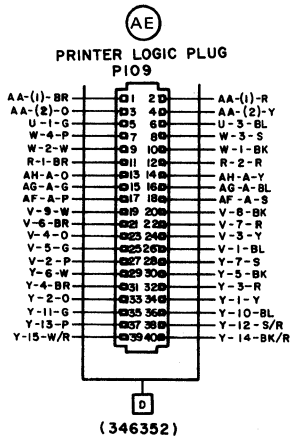 AE
PRINTER LOGIC PLUG
P109
AA-(1)-BR 1 2 AA-(1)-R
AA-(2)-O 3 4 AA-(2)-Y
U-1-G 5 6 U-3-BL
W-4-P 7 8 W-3-S
W-2-W 9 10 W-1-BK
R-1-BR 11 12 R-2-R
AH-A-O 13 14 AH-A-Y
AG-A-G 15 16 AG-A-BL
AF-A-P 17 18 AF-A-S
V-9-W 19 20 V-8-BK
V-6-BR 21 22 V-7-R
V-4-O 23 24 V-3-Y
V-5-G 25 26 V-1-BL
V-2-P 27 28 Y-7-S
Y-6-W 29 30 Y-5-BK
Y-4-BR 31 32 Y-3-R
Y-2-O 33 34 Y-1-Y
Y-11-G 35 36 Y-10-BL
Y-13-P 37 38 Y-12-S/R
Y-15-W/R 39 40 Y-14-BK/R
D
(346352)